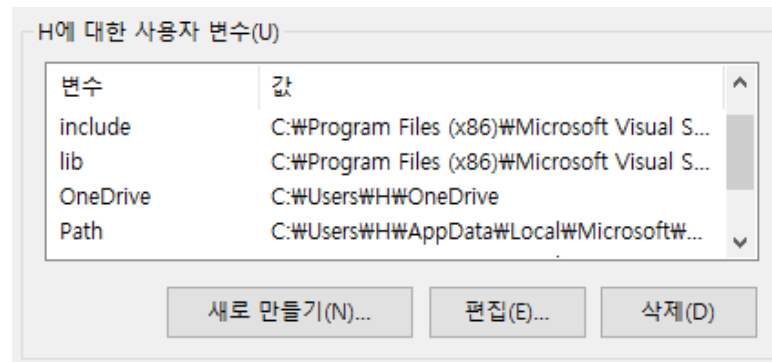 H에 대한 사용자 변수(U)
변수 값
include C:₩Program Files (x86)₩Microsoft Visual S...
lib C:₩Program Files (x86)₩Microsoft Visual S...
OneDrive C:₩Users₩H₩OneDrive
Path C:₩Users₩H₩AppData₩Local₩Microsoft₩...
새로 만들기(N)... 편집(E)... 삭제(D)